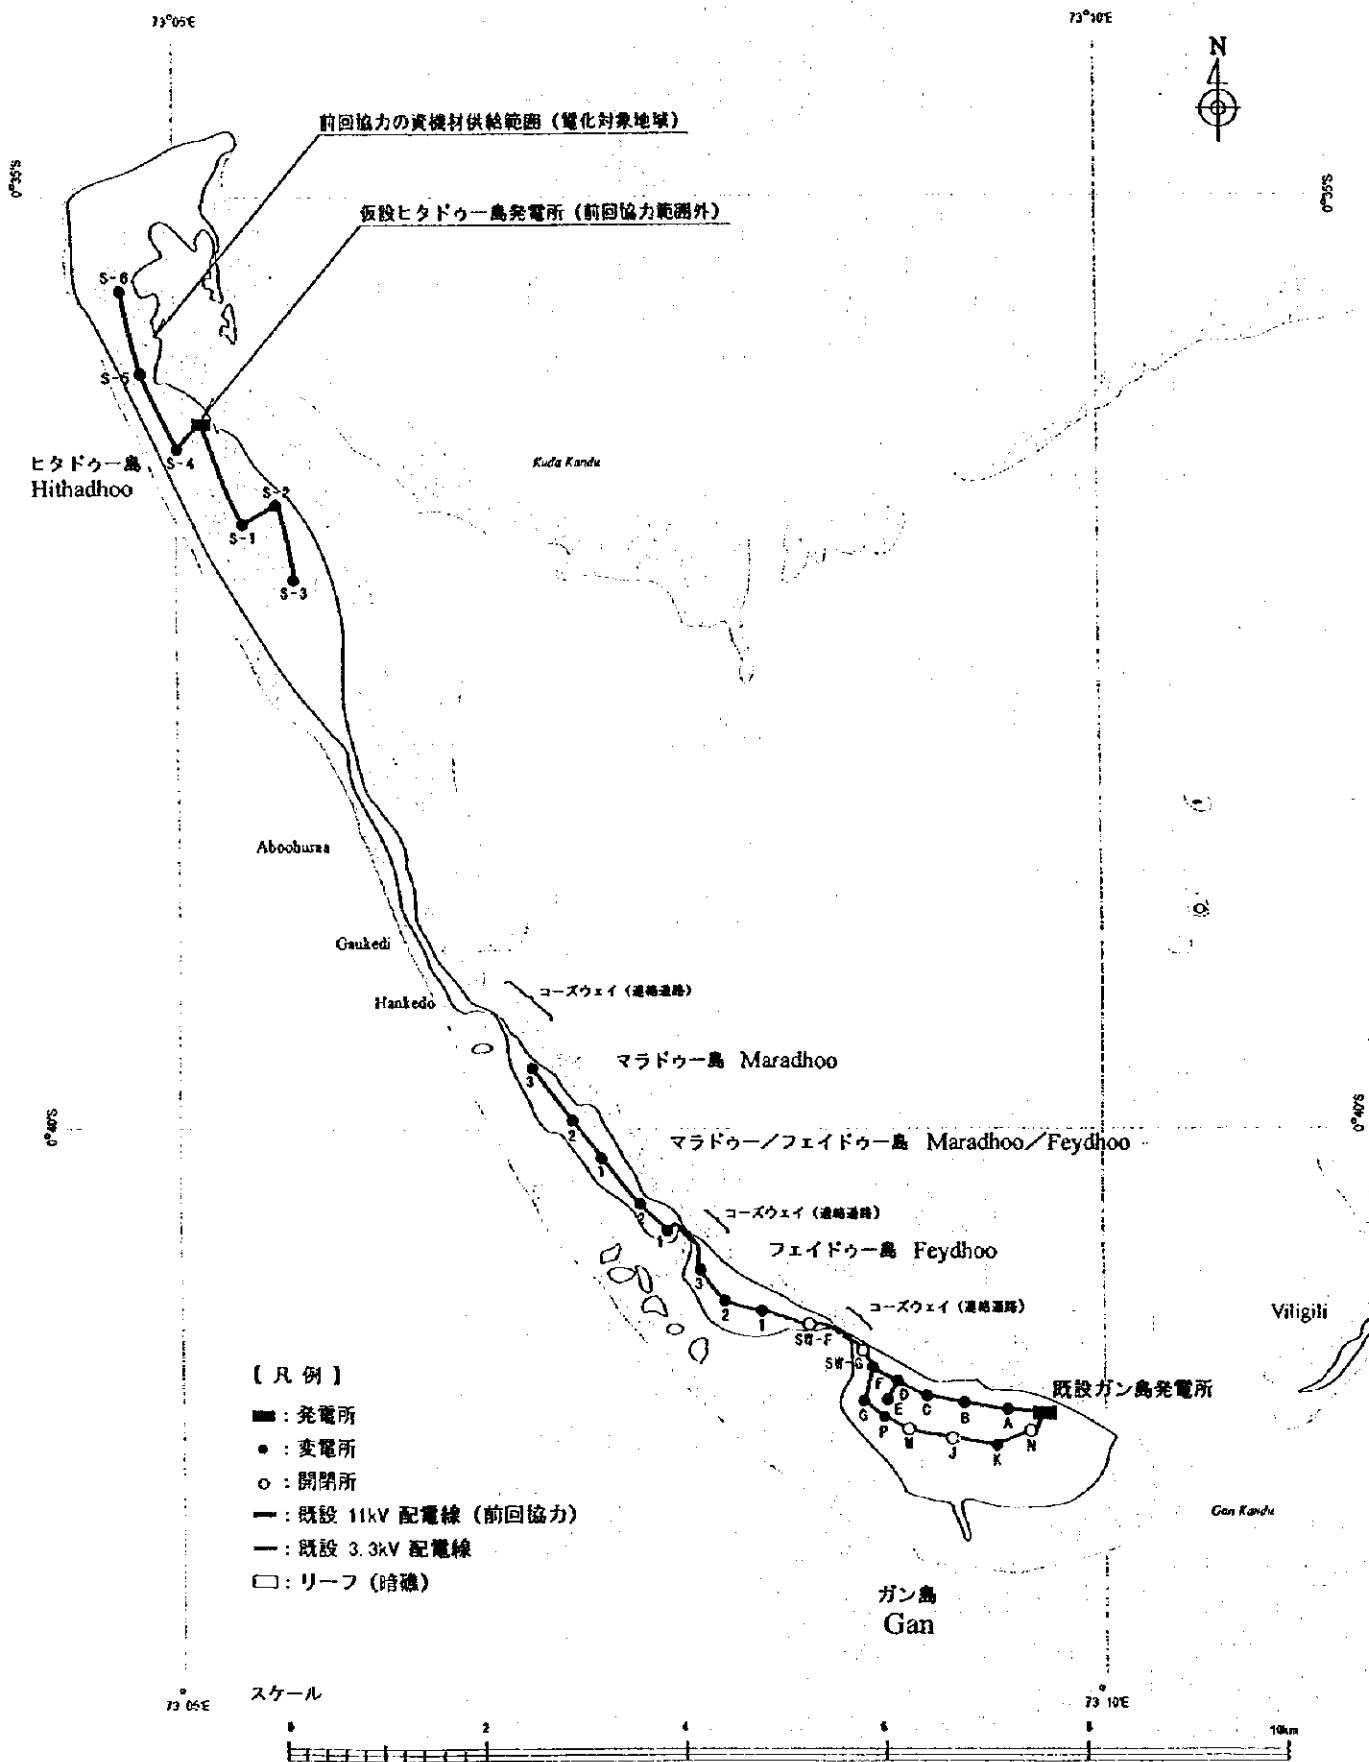 73°05'E
73°10'E
N
前回協力の資機材供給範囲（電化対象地域）
0°35'S
0°35'S
仮設ヒタドゥー島発電所（前回協力範囲外）
S-6
S-5
S-4
ヒタドゥー島
Hithadhoo
Kuda Kandu
S-2
S-1
S-3
Aboohuraa
Gaukedi
Hankedo
コーズウェイ（連絡道路）
マラドゥー島 Maradhoo
3
0°40'S
0°40'S
2
マラドゥー／フェイドゥー島 Maradhoo／Feydhoo
1
2
コーズウェイ（連絡道路）
1
フェイドゥー島 Feydhoo
3
2
1
コーズウェイ（連絡道路）
Viligili
SW-F
SW-G
既設ガン島発電所
F
D
E
C
B
A
G
P
M
J
K
N
【 凡 例 】
: 発電所
: 変電所
: 開閉所
: 既設 11kV 配電線（前回協力）
: 既設 3.3kV 配電線
: リーフ（暗礁）
Gan Kandu
ガン島
Gan
73°05'E
スケール
73°10'E
0
2
4
6
8
10km